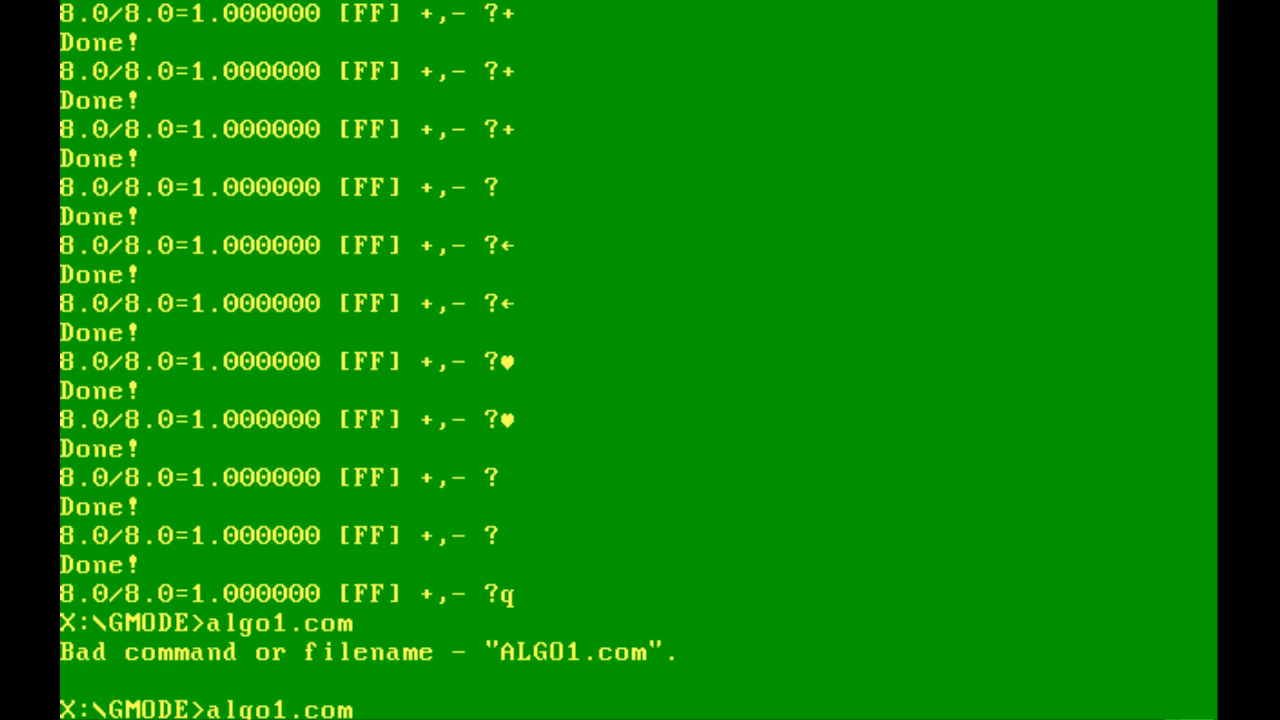 8.0/8.0=1.000000 [FF] +,- ?+
Done!
8.0/8.0=1.000000 [FF] +,- ?+
Done!
8.0/8.0=1.000000 [FF] +,- ?+
Done!
8.0/8.0=1.000000 [FF] +,- ?
Done!
8.0/8.0=1.000000 [FF] +,- ?←
Done!
8.0/8.0=1.000000 [FF] +,- ?←
Done!
8.0/8.0=1.000000 [FF] +,- ?♥
Done!
8.0/8.0=1.000000 [FF] +,- ?♥
Done!
8.0/8.0=1.000000 [FF] +,- ?
Done!
8.0/8.0=1.000000 [FF] +,- ?
Done!
8.0/8.0=1.000000 [FF] +,- ?q
X:\GMODE>algo1.com
Bad command or filename - "ALGO1.com".
X:\GMODE>algo1.com